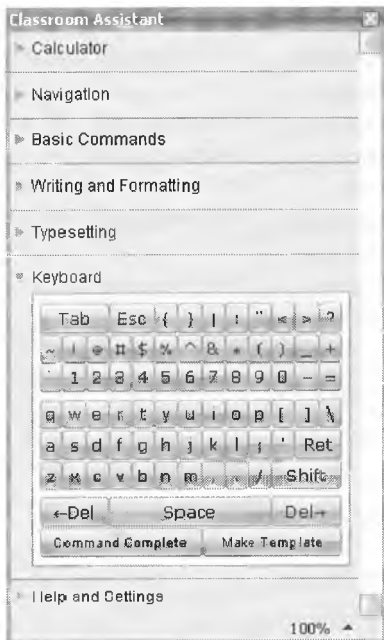 Classroom Assistant
Calculator
Navigation
Basic Commands
Writing and Formatting
Typesetting
Keyboard
Tab Esc { } | : " < > ?
~ ! @ # $ % ^ & * ( ) _ +
` 1 2 3 4 5 6 7 8 9 0 - =
q w e r t y u i o p [ ] \
a s d f g h j k l ; ' Ret
z x c v b n m , . / Shift
←Del Space Del→
Command Complete Make Template
Help and Settings
100%